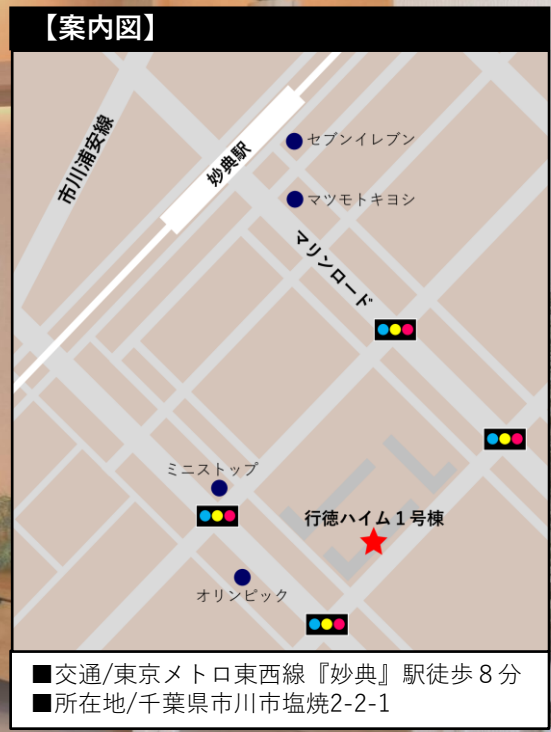 【案内図】
市川浦安線
妙典駅
セブンイレブン
マツモトキヨシ
マリンロード
ミニストップ
行徳ハイム１号棟
オリンピック
■交通/東京メトロ東西線『妙典』駅徒歩８分
■所在地/千葉県市川市塩焼2-2-1